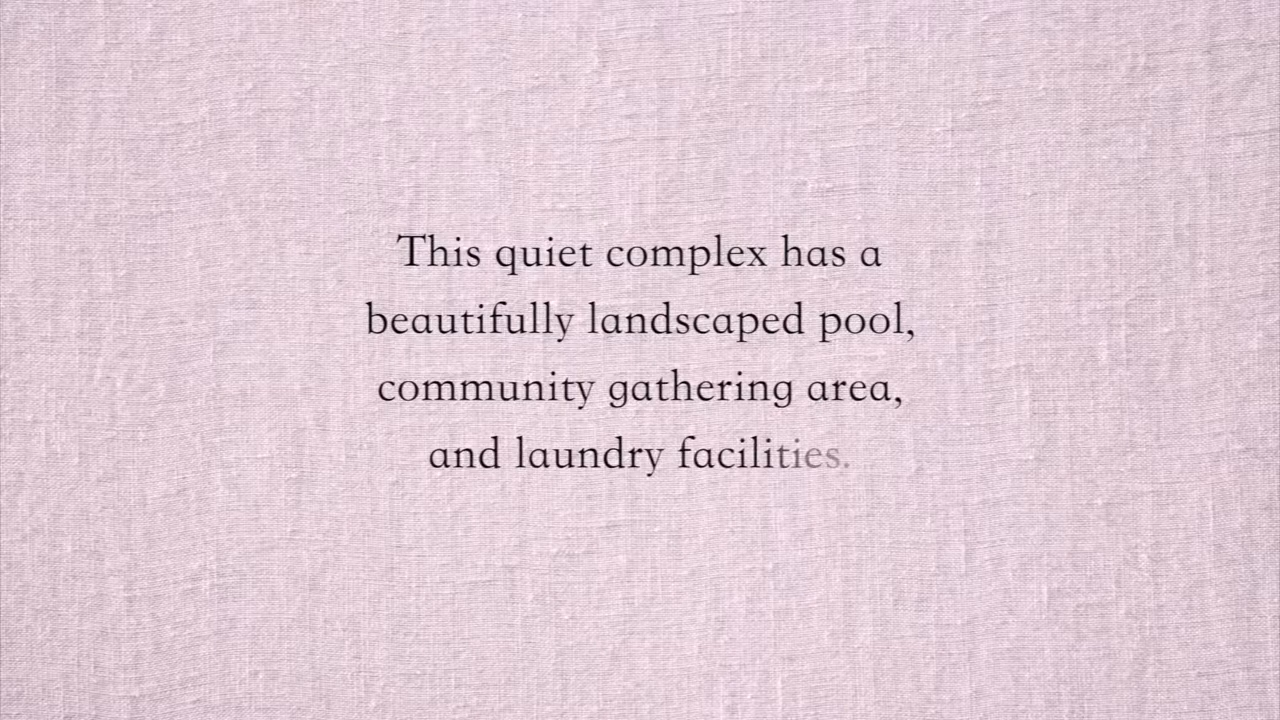 This quiet complex has a
beautifully landscaped pool,
community gathering area,
and laundry facilities.